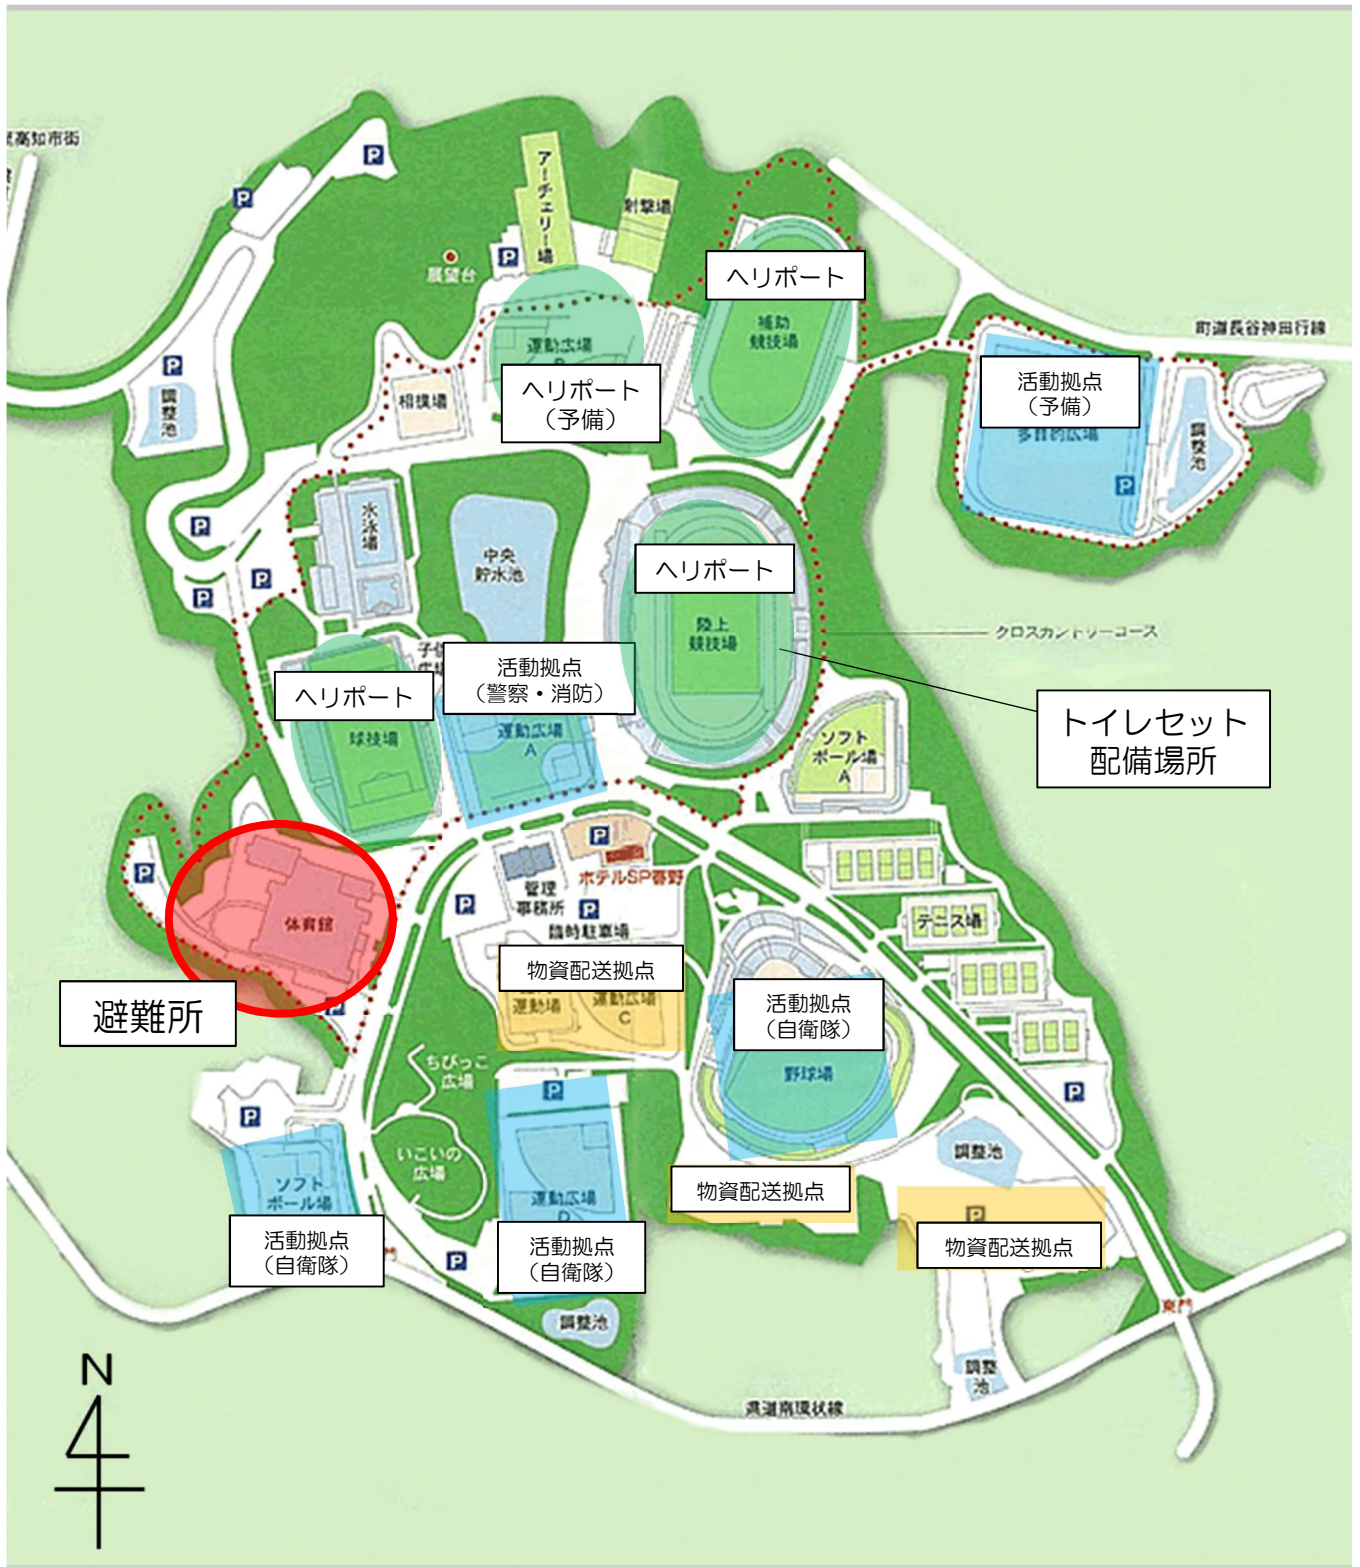 高知市街
P
P
アーチェリー場
射撃場
P
展望台
ヘリポート
補助
競技場
町道長谷神田行線
運動広場
ヘリポート
（予備）
P
調整
池
相撲場
活動拠点
（予備）
多目的広場
P
調整
池
P
水泳場
中央
貯水池
P
P
ヘリポート
陸上
競技場
クロスカントリーコース
活動拠点
（警察・消防）
運動広場
A
ヘリポート
球技場
トイレセット
配備場所
ソフト
ボール場
A
P
ホテルSP春野
管理
事務所
P
臨時駐車場
P
P
体育館
P
避難所
テニス場
物資配送拠点
運動場
運動広場
C
活動拠点
（自衛隊）
野球場
ちびっこ
広場
P
P
P
いこいの
広場
ソフト
ボール場
活動拠点
（自衛隊）
門
運動広場
D
活動拠点
（自衛隊）
P
調整池
調整池
物資配送拠点
P
物資配送拠点
東門
調整
池
県道南環状線
N